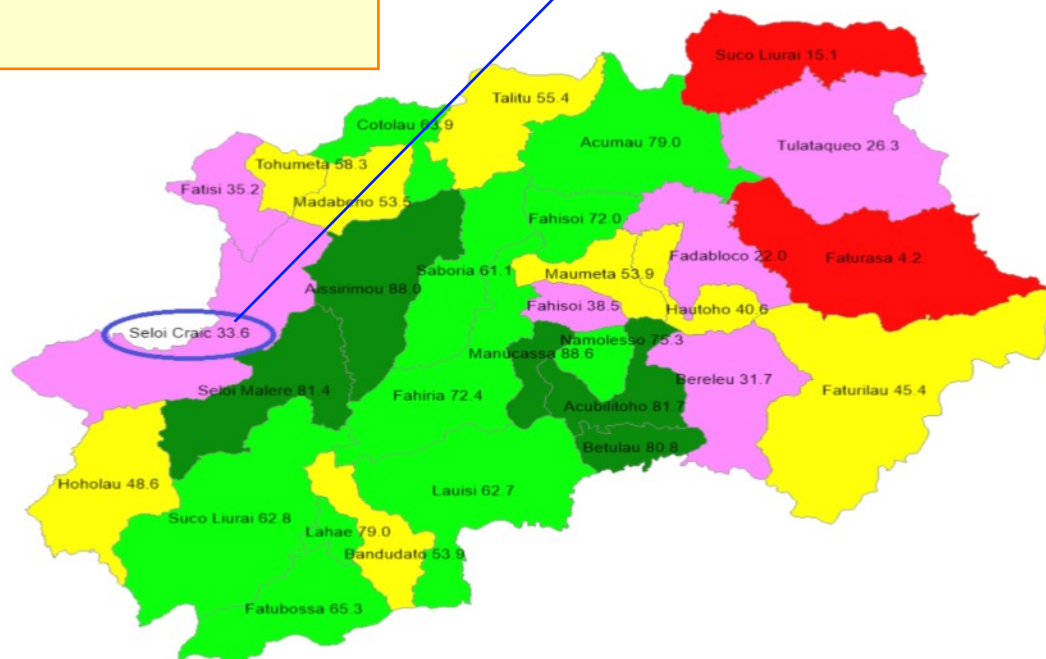 Suco Liurai 15.1
Talitu 55.4
Cotolau 63.9
Acumau 79.0
Tulataqueo 26.3
Tohumeta 58.3
Fatisi 35.2
Madabeno 53.5
Fahisoi 72.0
Fadabloco 22.0
Faturasa 4.2
Saboria 61.1
Maumeta 53.9
Aissirimou 88.0
Fahisoi 38.5
Hautoho 40.6
Seloi Craic 33.6
Namolesso 75.3
Manucassa 88.6
Bereleu 31.7
Seloi Malere 81.4
Fahiria 72.4
Faturilau 45.4
Acubilitoho 81.7
Betulau 80.8
Hoholau 48.6
Lauisi 62.7
Suco Liurai 62.8
Lahae 79.0
Bandudato 53.9
Fatubossa 65.3